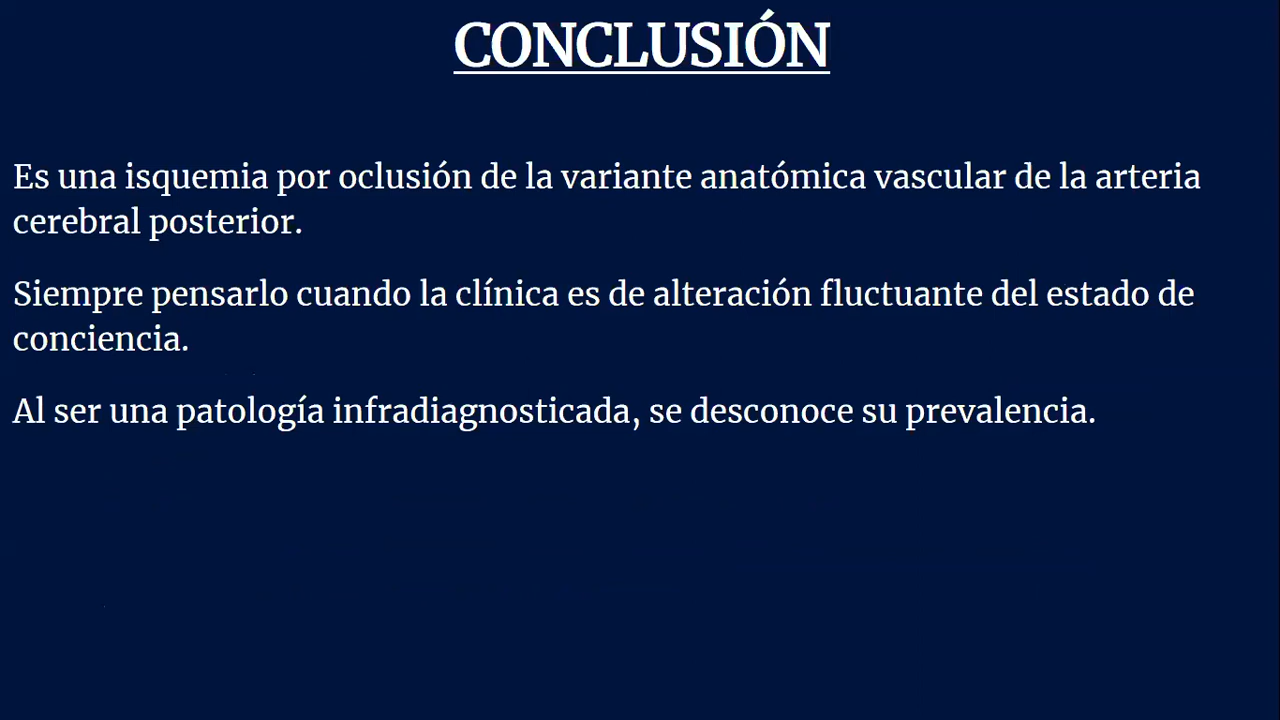 CONCLUSIÓN
Es una isquemia por oclusión de la variante anatómica vascular de la arteria
cerebral posterior.
Siempre pensarlo cuando la clínica es de alteración fluctuante del estado de
conciencia.
Al ser una patología infradiagnosticada, se desconoce su prevalencia.